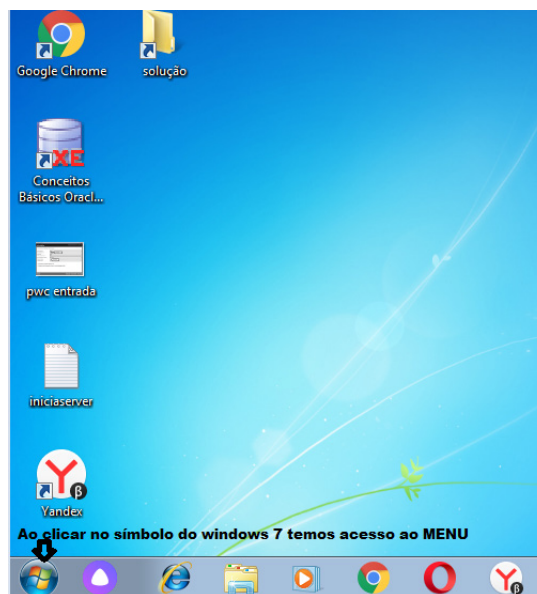 Google Chrome
solução
XE
Conceitos
Básicos Oracl...
pwc entrada
iniciaserver
Yandex
Ao clicar no símbolo do windows 7 temos acesso ao MENU